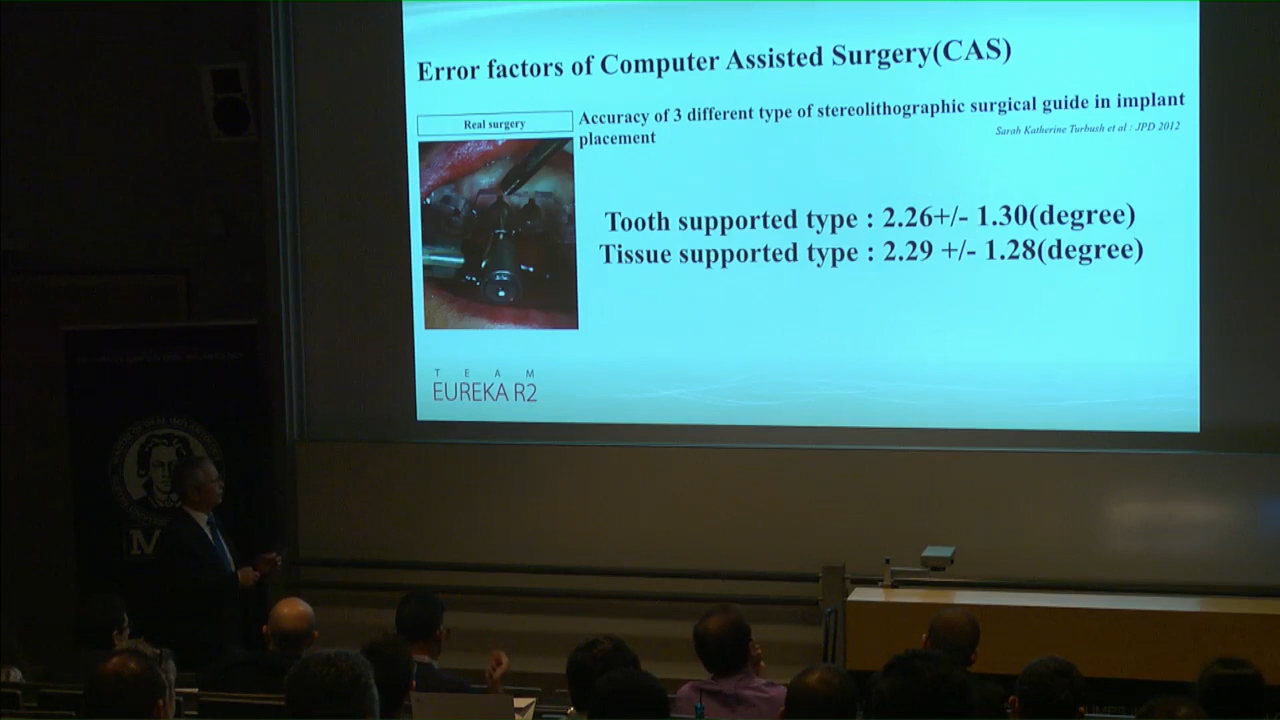 Error factors of Computer Assisted Surgery(CAS)
Real surgery
Accuracy of 3 different type of stereolithographic surgical guide in implant
placement
Sarah Katherine Turbush et al : JPD 2012
Tooth supported type : 2.26+/- 1.30(degree)
Tissue supported type : 2.29 +/- 1.28(degree)
T E A M
EUREKA R2